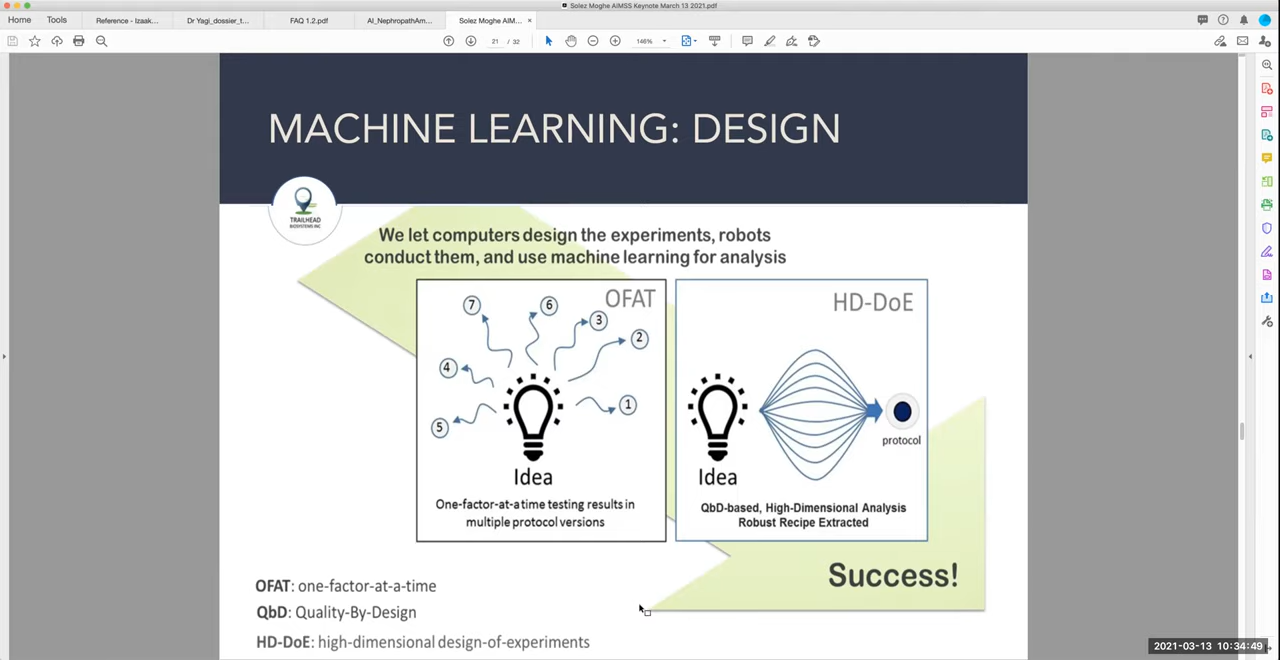 Solez Moghe AIMSS Keynote March 13 2021.pdf
Home
Tools
Reference - Izaak...
Dr Yagi_dossier_t...
FAQ 1.2.pdf
AI_NephropathAm...
Solez Moghe AIM...
×
21 / 32
146%
MACHINE LEARNING: DESIGN
TRAILHEAD
BIOSYSTEMS INC
We let computers design the experiments, robots
conduct them, and use machine learning for analysis
OFAT
7
6
3
2
4
1
5
Idea
One-factor-at-a time testing results in
multiple protocol versions
HD-DoE
protocol
Idea
QbD-based, High-Dimensional Analysis
Robust Recipe Extracted
Success!
OFAT: one-factor-at-a-time
QbD: Quality-By-Design
HD-DoE: high-dimensional design-of-experiments
2021-03-13 10:34:49